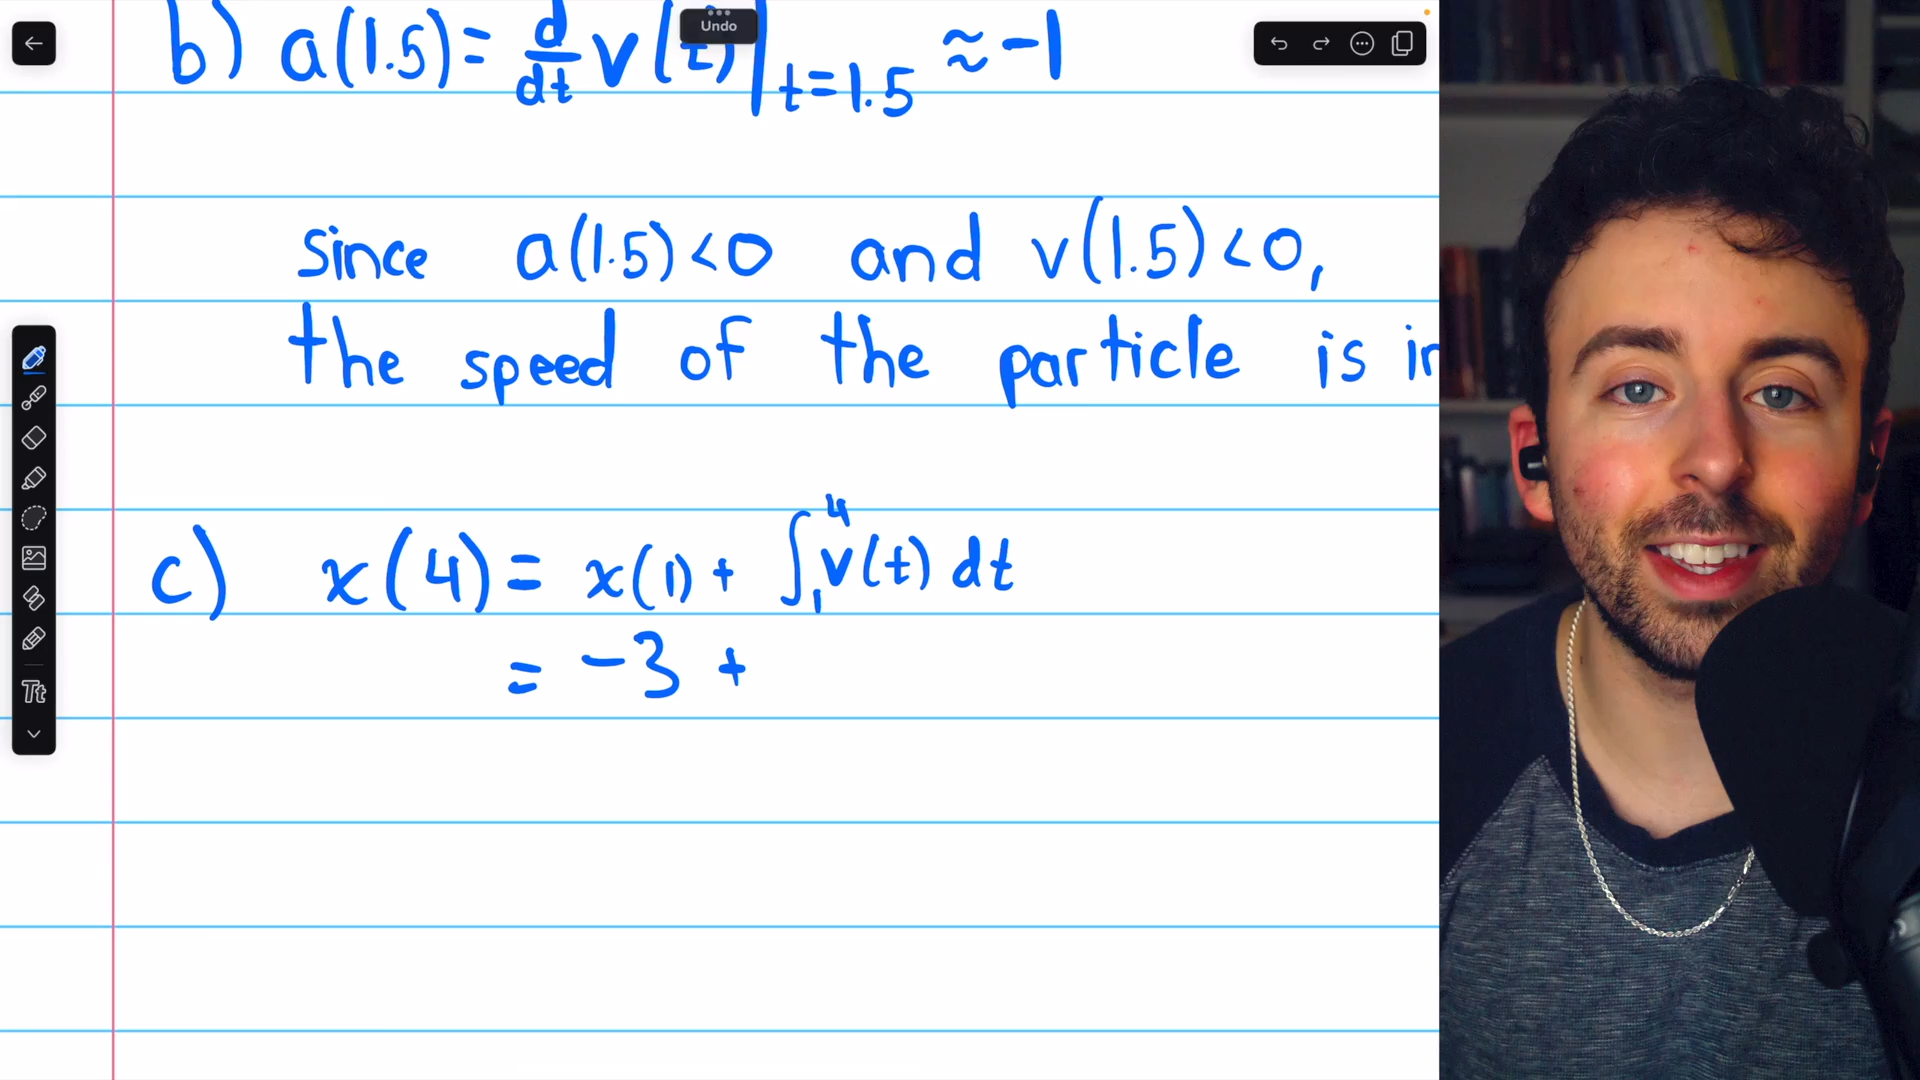 Undo
b) a(1.5) = d/dt v(t)|t=1.5 ≈ -1
since a(1.5)<0 and v(1.5)<0,
the speed of the particle is in
c) x(4) = x(1) + ∫₁⁴ v(t) dt
= -3 +
Tt